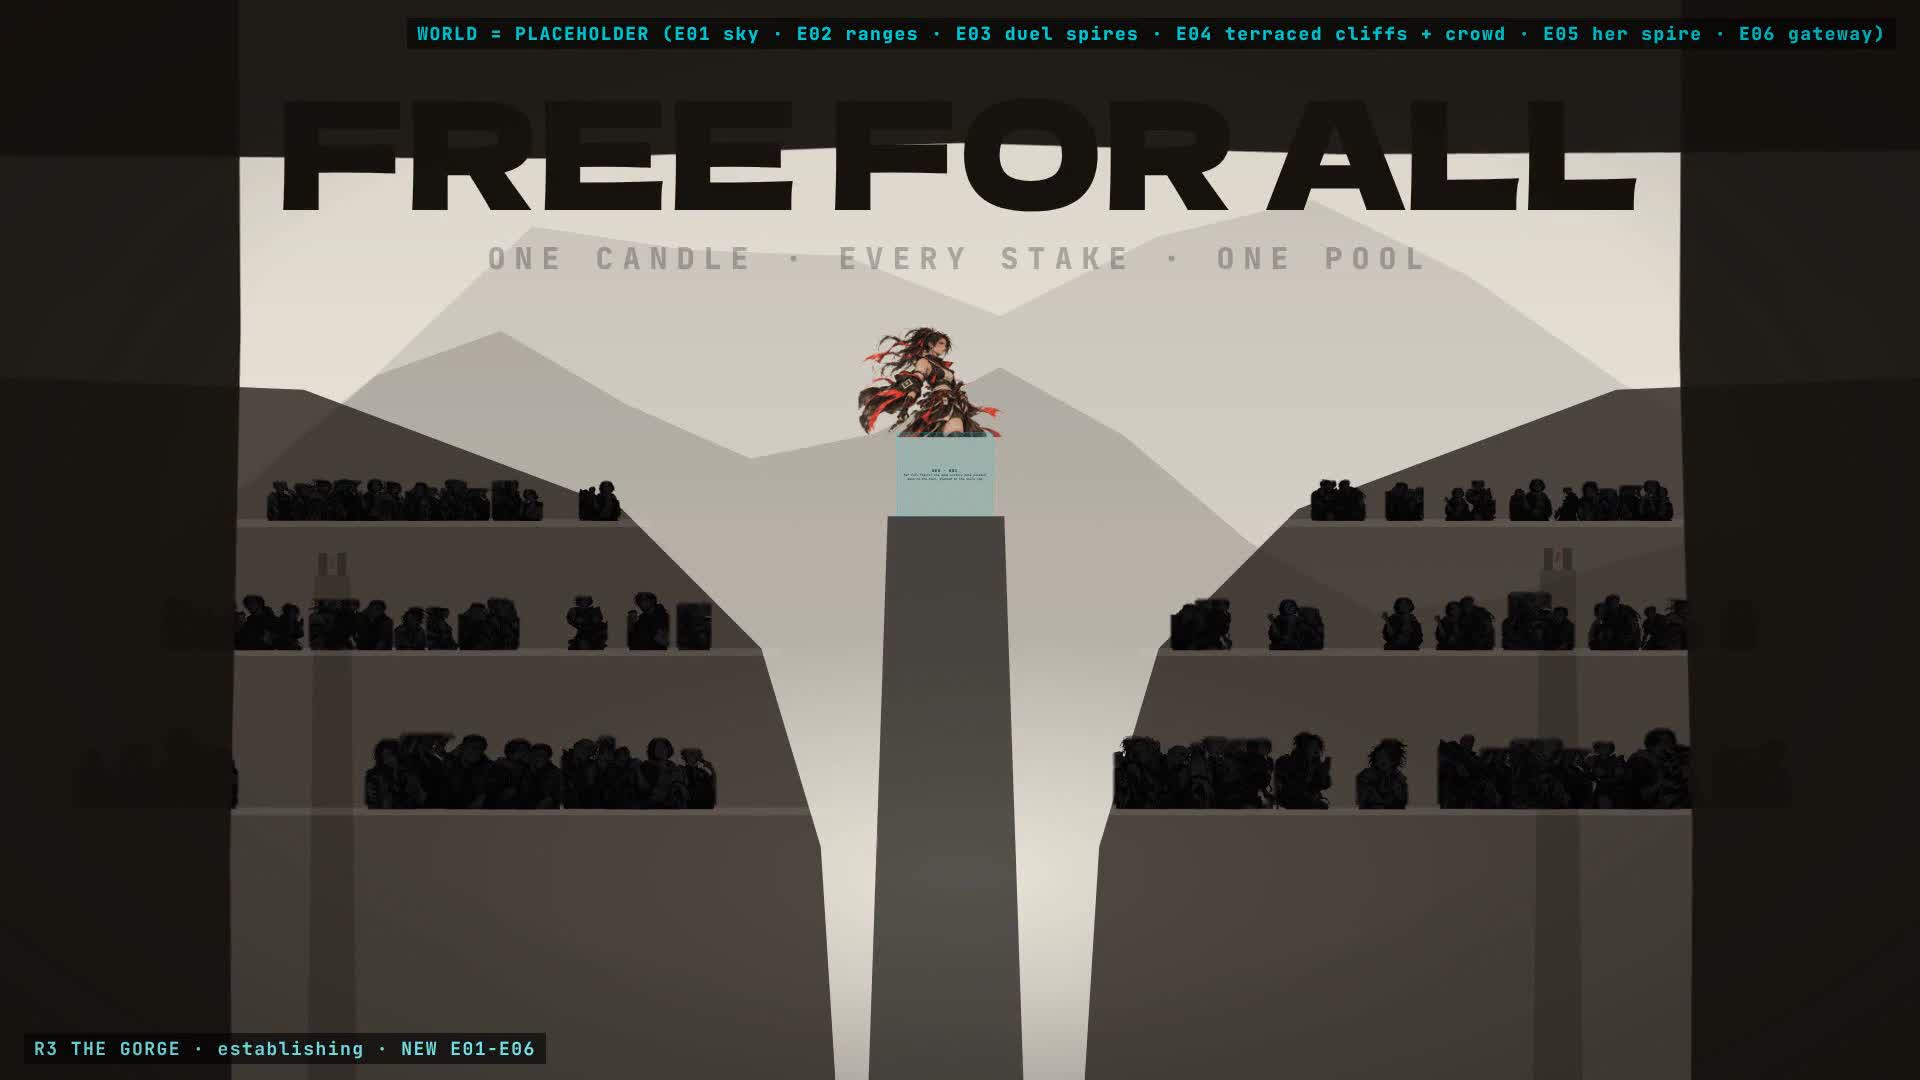 WORLD = PLACEHOLDER (E01 sky · E02 ranges · E03 duel spires · E04 terraced cliffs + crowd · E05 her spire · E06 gateway)
FREE FOR ALL
ONE CANDLE · EVERY STAKE · ONE POOL
R3 THE GORGE · establishing · NEW E01-E06